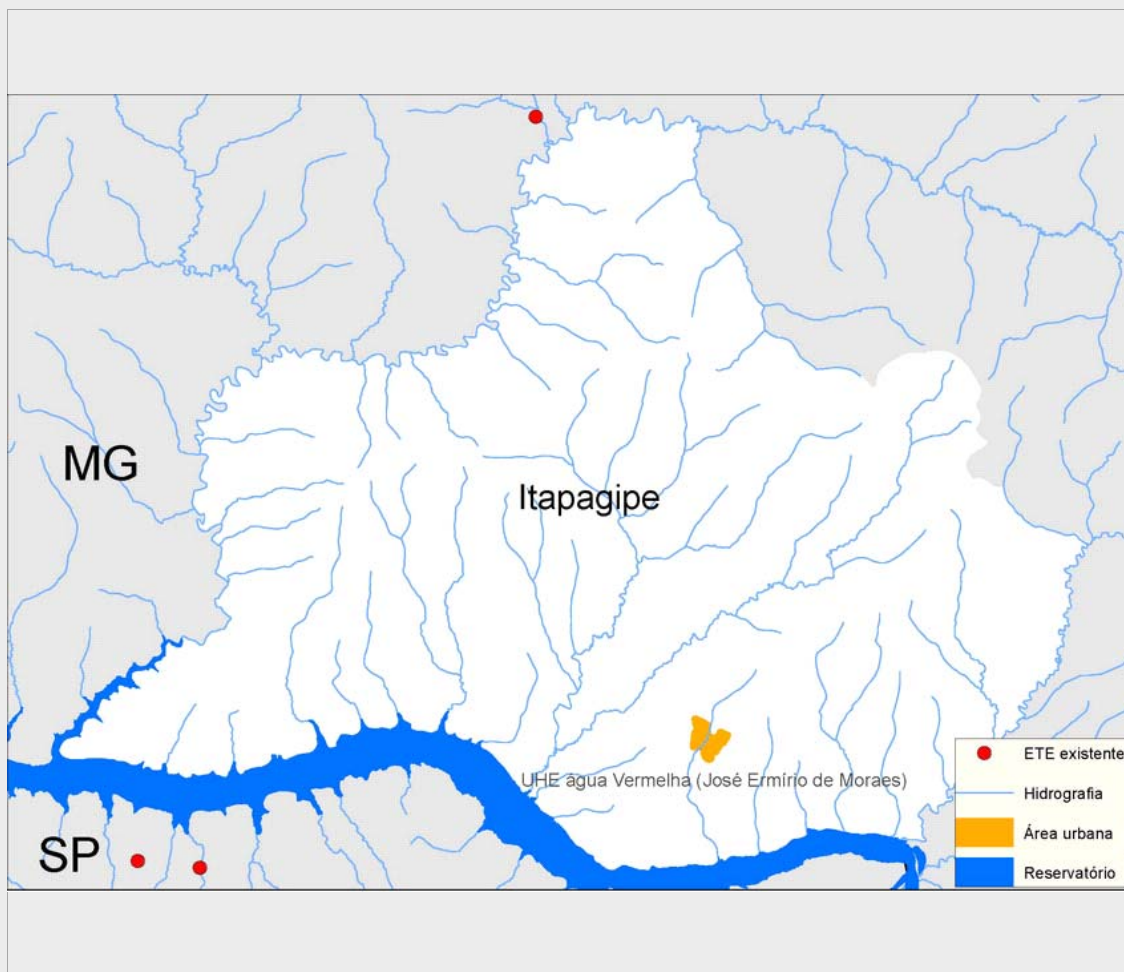 MG
Itapagipe
UHE água Vermelha (José Ermírio de Moraes)
SP
ETE existente
Hidrografia
Área urbana
Reservatório